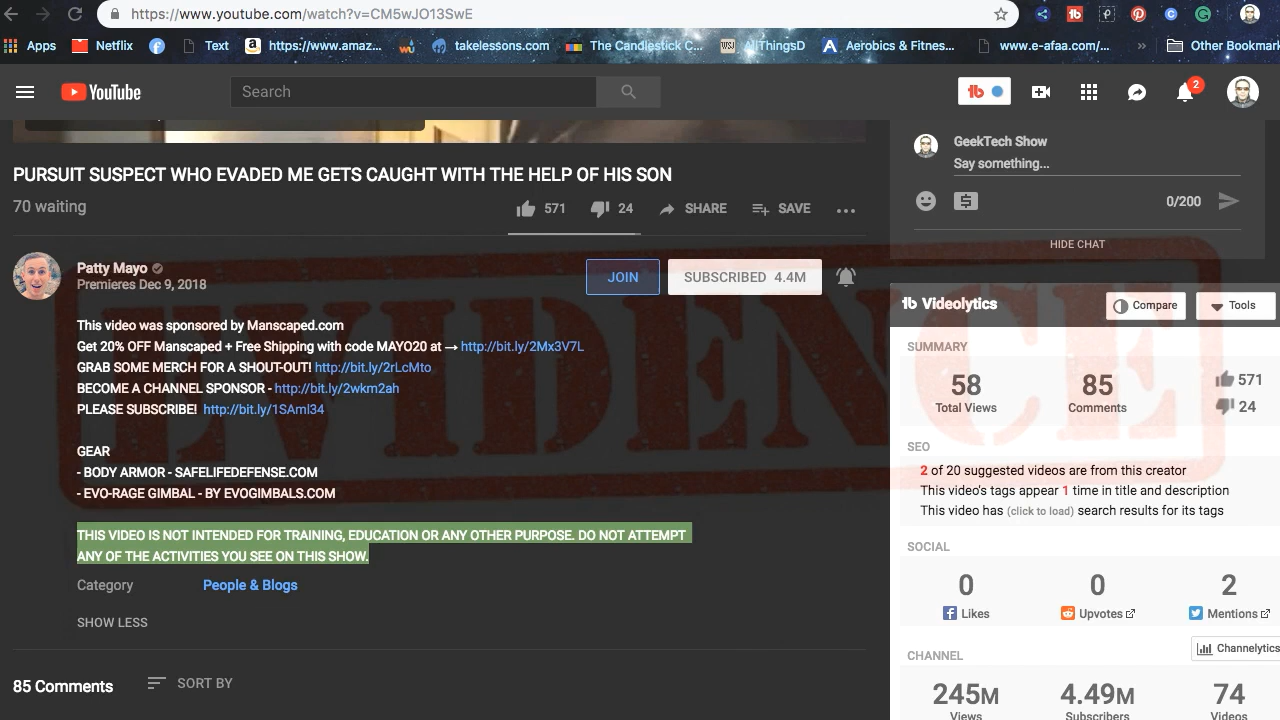 https://www.youtube.com/watch?v=CM5wJO13SwE
Apps Netflix Text https://www.amaz... takelessons.com The Candlestick C... WSJ AllThingsD Aerobics & Fitnes... www.e-afaa.com/... » Other Bookmark
YouTube
Search
2
PURSUIT SUSPECT WHO EVADED ME GETS CAUGHT WITH THE HELP OF HIS SON
70 waiting
571 24 SHARE SAVE ...
Patty Mayo
Premieres Dec 9, 2018
JOIN
SUBSCRIBED 4.4M
This video was sponsored by Manscaped.com
Get 20% OFF Manscaped + Free Shipping with code MAYO20 at → http://bit.ly/2Mx3V7L
GRAB SOME MERCH FOR A SHOUT-OUT! http://bit.ly/2rLcMto
BECOME A CHANNEL SPONSOR - http://bit.ly/2wkm2ah
PLEASE SUBSCRIBE! http://bit.ly/1SAml34
GEAR
- BODY ARMOR - SAFELIFEDEFENSE.COM
- EVO-RAGE GIMBAL - BY EVOGIMBALS.COM
THIS VIDEO IS NOT INTENDED FOR TRAINING, EDUCATION OR ANY OTHER PURPOSE. DO NOT ATTEMPT
ANY OF THE ACTIVITIES YOU SEE ON THIS SHOW.
Category People & Blogs
SHOW LESS
85 Comments SORT BY
EVIDENCE
GeekTech Show
Say something...
0/200
HIDE CHAT
tb Videolytics Compare Tools
SUMMARY
58 85 571
Total Views Comments 24
SEO
2 of 20 suggested videos are from this creator
This video's tags appear 1 time in title and description
This video has (click to load) search results for its tags
SOCIAL
0 0 2
Likes Upvotes Mentions
CHANNEL Channelytics
245M 4.49M 74
Views Subscribers Videos